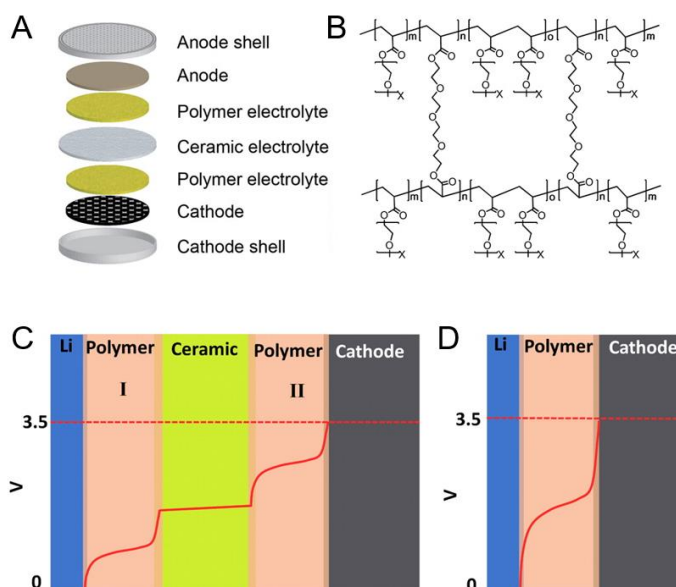 A
Anode shell
Anode
Polymer electrolyte
Ceramic electrolyte
Polymer electrolyte
Cathode
Cathode shell
B
m n o n m
O O O O O O O O O O
O O O O
X X X X
O O
O O
O O
O O O O O O O O O O
m n o n m
O O O O
X X X X
C
Li Polymer Ceramic Polymer Cathode
I II
3.5
V
0
D
Li Polymer Cathode
3.5
V
0